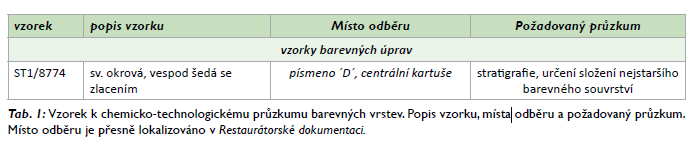 vzorek popis vzorku Místo odběru Požadovaný průzkum
vzorky barevných úprav
ST1/8774 sv. okrová, vespod šedá se zlacením písmeno ´D´, centrální kartuše stratigrafie, určení složení nejstaršího barevného souvrství
Tab. 1: Vzorek k chemicko-technologickému průzkumu barevných vrstev. Popis vzorku, místa odběru a požadovaný průzkum.
Místo odběru je přesně lokalizováno v Restaurátorské dokumentaci.